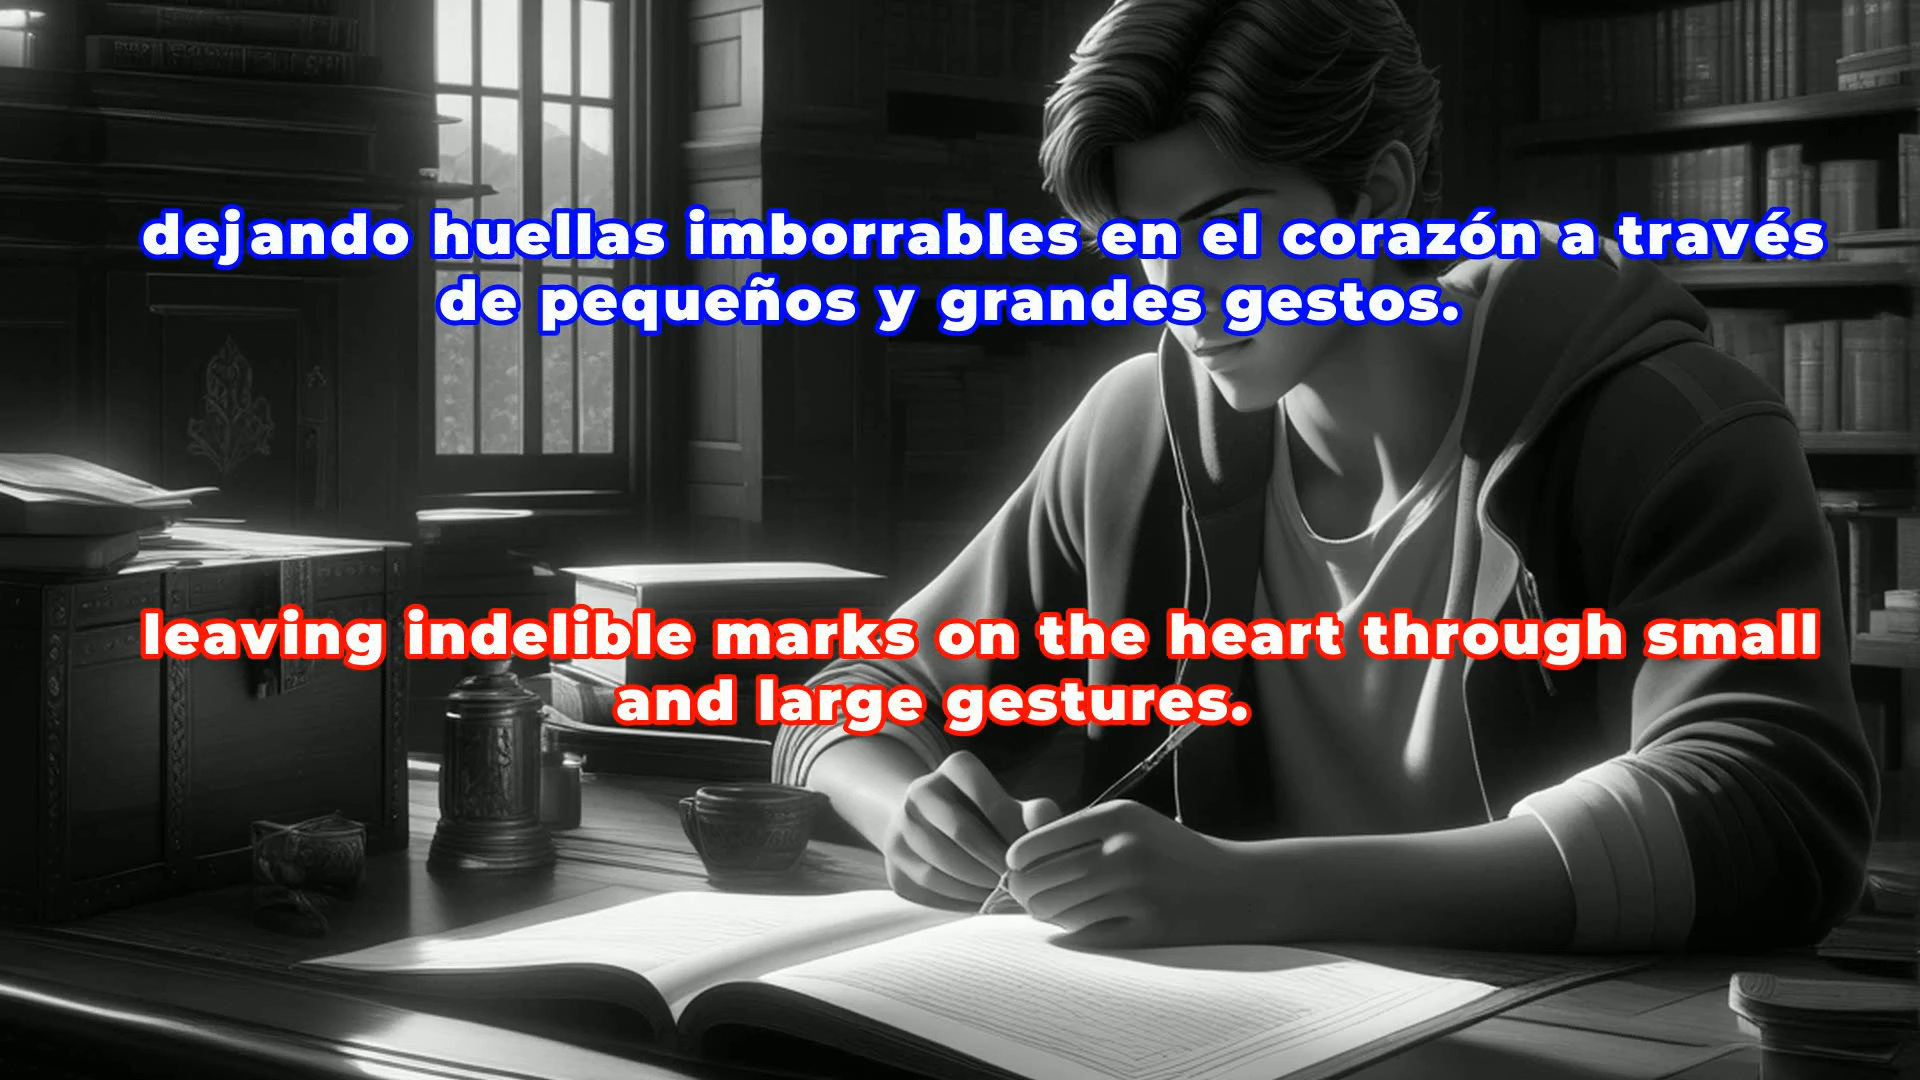 dejando huellas imborrables en el corazón a través
de pequeños y grandes gestos.
leaving indelible marks on the heart through small
and large gestures.